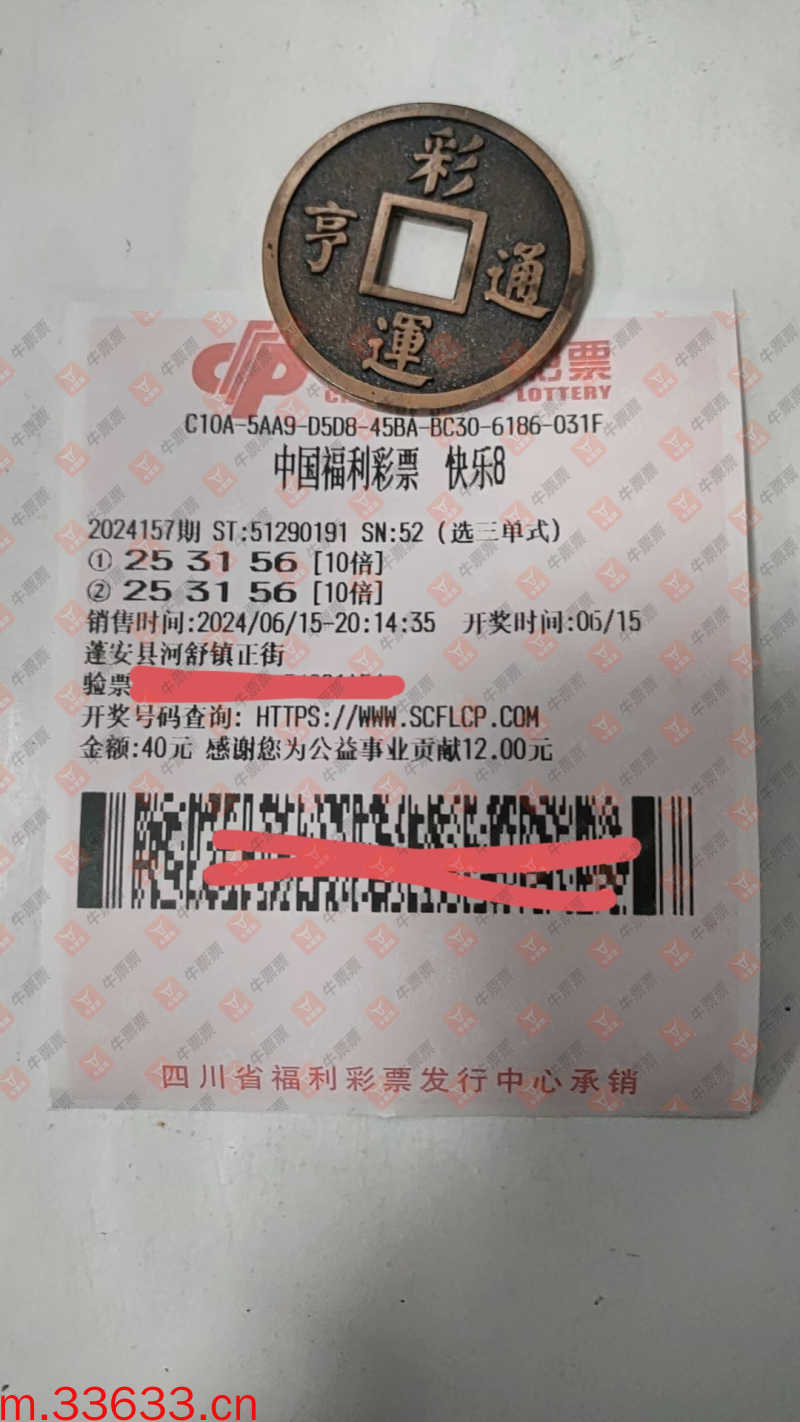 彩
亨 通
運
彩票
LOTTERY
C10A-5AA9-D5D8-45BA-BC30-6186-031F
中国福利彩票 快乐8
2024157期 ST:51290191 SN:52 (选三单式)
① 25 31 56 [10倍]
② 25 31 56 [10倍]
销售时间:2024/06/15-20:14:35 开奖时间:06/15
蓬安县河舒镇正街
验票
开奖号码查询: HTTPS://WWW.SCFLCP.COM
金额:40元 感谢您为公益事业贡献12.00元
四川省福利彩票发行中心承销
牛票票
m.33633.cn